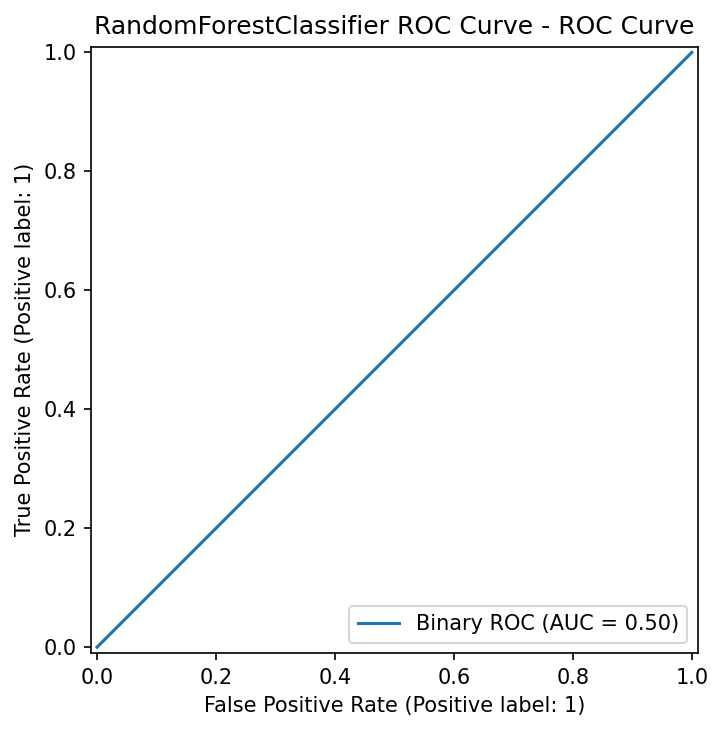 RandomForestClassifier ROC Curve - ROC Curve
1.0
0.8
0.6
0.4
0.2
0.0
True Positive Rate (Positive label: 1)
Binary ROC (AUC = 0.50)
0.0 0.2 0.4 0.6 0.8 1.0
False Positive Rate (Positive label: 1)